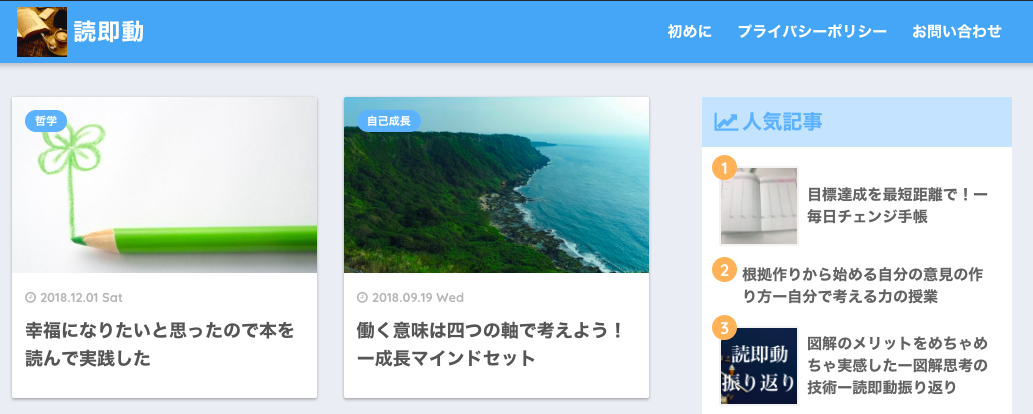 読即動
初めに
プライバシーポリシー
お問い合わせ
哲学
2018.12.01 Sat
幸福になりたいと思ったので本を
読んで実践した
自己成長
2018.09.19 Wed
働く意味は四つの軸で考えよう！
ー成長マインドセット
人気記事
1
目標達成を最短距離で！ー
毎日チェンジ手帳
2
根拠作りから始める自分の意見の作
り方ー自分で考える力の授業
3
読即動
振り返り
図解のメリットをめちゃめ
ちゃ実感したー図解思考の
技術ー読即動振り返り